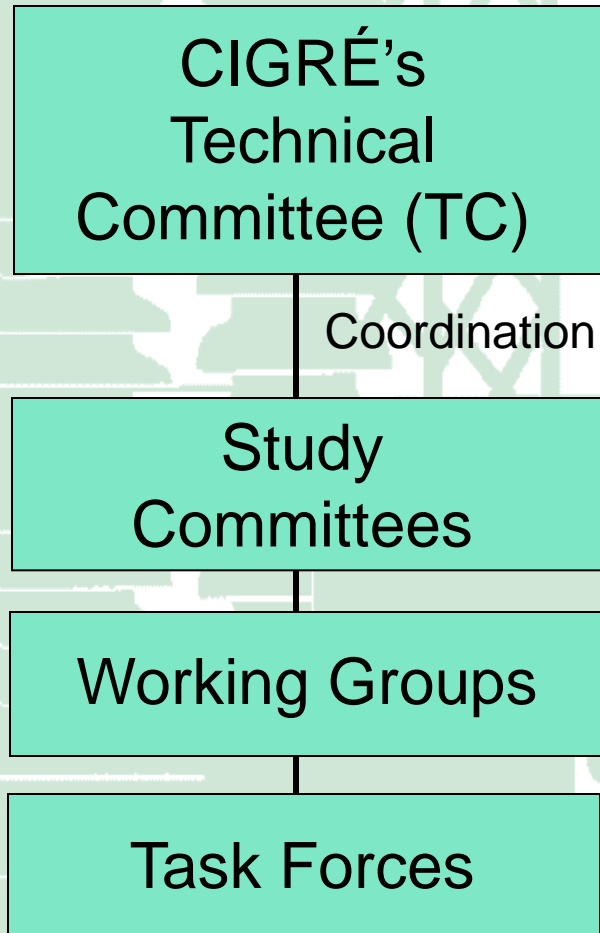 CIGRÉ’s
Technical
Committee (TC)
Coordination
Study
Committees
Working Groups
Task Forces